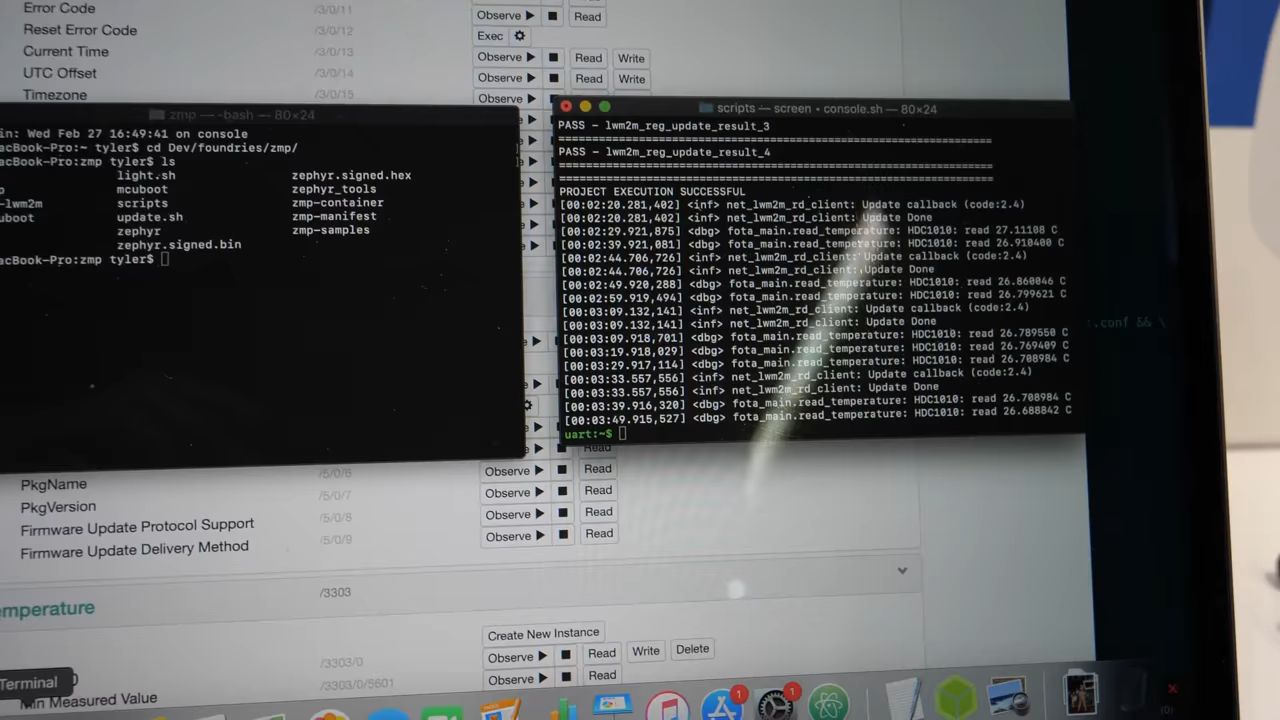 Error Code /3/0/11 Observe Read
Reset Error Code /3/0/12 Exec
Current Time /3/0/13 Observe Read Write
UTC Offset /3/0/14 Observe Read Write
Timezone /3/0/15 Observe
zmp — -bash — 80×24
in: Wed Feb 27 16:49:41 on console
acBook-Pro:~ tyler$ cd Dev/foundries/zmp/
acBook-Pro:zmp tyler$ ls
light.sh zephyr.signed.hex
mcuboot zephyr_tools
-lwm2m scripts zmp-container
uboot update.sh zmp-manifest
zephyr zmp-samples
zephyr.signed.bin
acBook-Pro:zmp tyler$
scripts — screen • console.sh — 80×24
PASS - lwm2m_reg_update_result_3
===================================================================
PASS - lwm2m_reg_update_result_4
===================================================================
===================================================================
PROJECT EXECUTION SUCCESSFUL
[00:02:20.281,402] <inf> net_lwm2m_rd_client: Update callback (code:2.4)
[00:02:20.281,402] <inf> net_lwm2m_rd_client: Update Done
[00:02:29.921,875] <dbg> fota_main.read_temperature: HDC1010: read 27.11108 C
[00:02:39.921,081] <dbg> fota_main.read_temperature: HDC1010: read 26.910400 C
[00:02:44.706,726] <inf> net_lwm2m_rd_client: Update callback (code:2.4)
[00:02:44.706,726] <inf> net_lwm2m_rd_client: Update Done
[00:02:49.920,288] <dbg> fota_main.read_temperature: HDC1010: read 26.860046 C
[00:02:59.919,494] <dbg> fota_main.read_temperature: HDC1010: read 26.799621 C
[00:03:09.132,141] <inf> net_lwm2m_rd_client: Update callback (code:2.4)
[00:03:09.132,141] <inf> net_lwm2m_rd_client: Update Done
[00:03:09.918,701] <dbg> fota_main.read_temperature: HDC1010: read 26.789550 C
[00:03:19.918,029] <dbg> fota_main.read_temperature: HDC1010: read 26.769409 C
[00:03:29.917,114] <dbg> fota_main.read_temperature: HDC1010: read 26.708984 C
[00:03:33.557,556] <inf> net_lwm2m_rd_client: Update callback (code:2.4)
[00:03:33.557,556] <inf> net_lwm2m_rd_client: Update Done
[00:03:39.916,320] <dbg> fota_main.read_temperature: HDC1010: read 26.708984 C
[00:03:49.915,527] <dbg> fota_main.read_temperature: HDC1010: read 26.688842 C
uart:~$
.conf && \
/5/0/6 Observe Read
PkgName /5/0/7 Observe Read
PkgVersion /5/0/8 Observe Read
Firmware Update Protocol Support /5/0/9 Observe Read
Firmware Update Delivery Method
emperature /3303
Create New Instance
/3303/0 Observe Read Write Delete
/3303/0/5601 Observe Read
Terminal
Min Measured Value
1
1